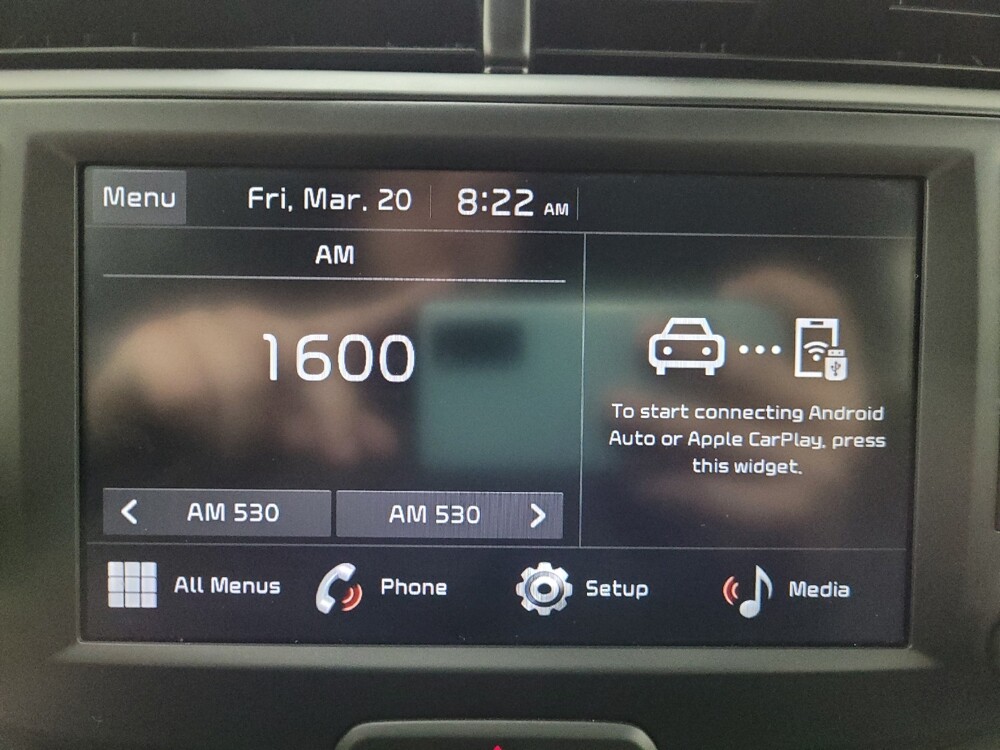 Menu
Fri, Mar. 20
8:22 AM
AM
1600
To start connecting Android
Auto or Apple CarPlay, press
this widget.
AM 530
AM 530
All Menus
Phone
Setup
Media